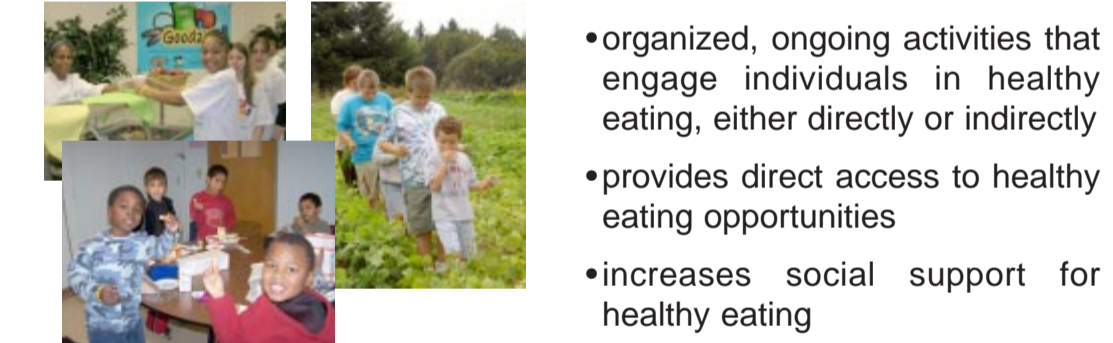 Goodz
•organized, ongoing activities that
engage individuals in healthy
eating, either directly or indirectly
•provides direct access to healthy
eating opportunities
•increases social support for
healthy eating